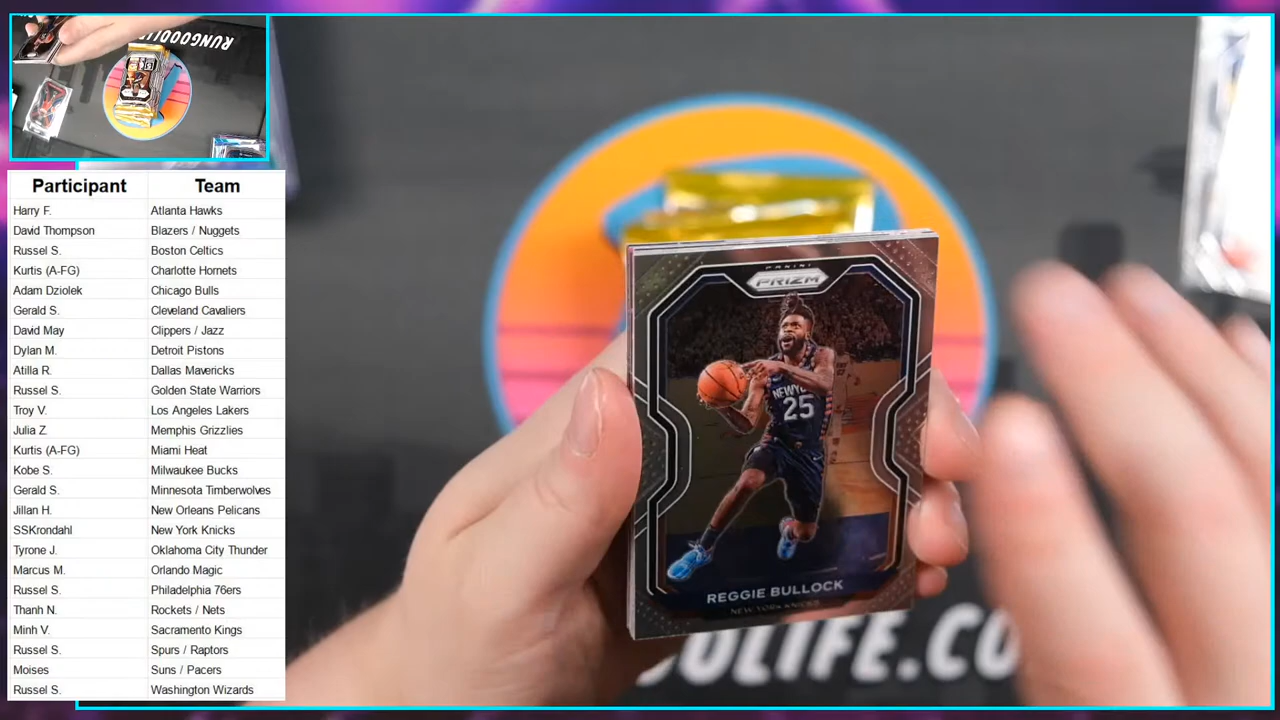 RUNGOODLIFE
Participant Team
Harry F. Atlanta Hawks
David Thompson Blazers / Nuggets
Russel S. Boston Celtics
Kurtis (A-FG) Charlotte Hornets
Adam Dziolek Chicago Bulls
Gerald S. Cleveland Cavaliers
David May Clippers / Jazz
Dylan M. Detroit Pistons
Atilla R. Dallas Mavericks
Russel S. Golden State Warriors
Troy V. Los Angeles Lakers
Julia Z. Memphis Grizzlies
Kurtis (A-FG) Miami Heat
Kobe S. Milwaukee Bucks
Gerald S. Minnesota Timberwolves
Jillan H. New Orleans Pelicans
SSKrondahl New York Knicks
Tyrone J. Oklahoma City Thunder
Marcus M. Orlando Magic
Russel S. Philadelphia 76ers
Thanh N. Rockets / Nets
Minh V. Sacramento Kings
Russel S. Spurs / Raptors
Moises Suns / Pacers
Russel S. Washington Wizards
PANINI
PRIZM
NEW YO
25
REGGIE BULLOCK
NEW YORK KNICKS
ODLIFE.CO